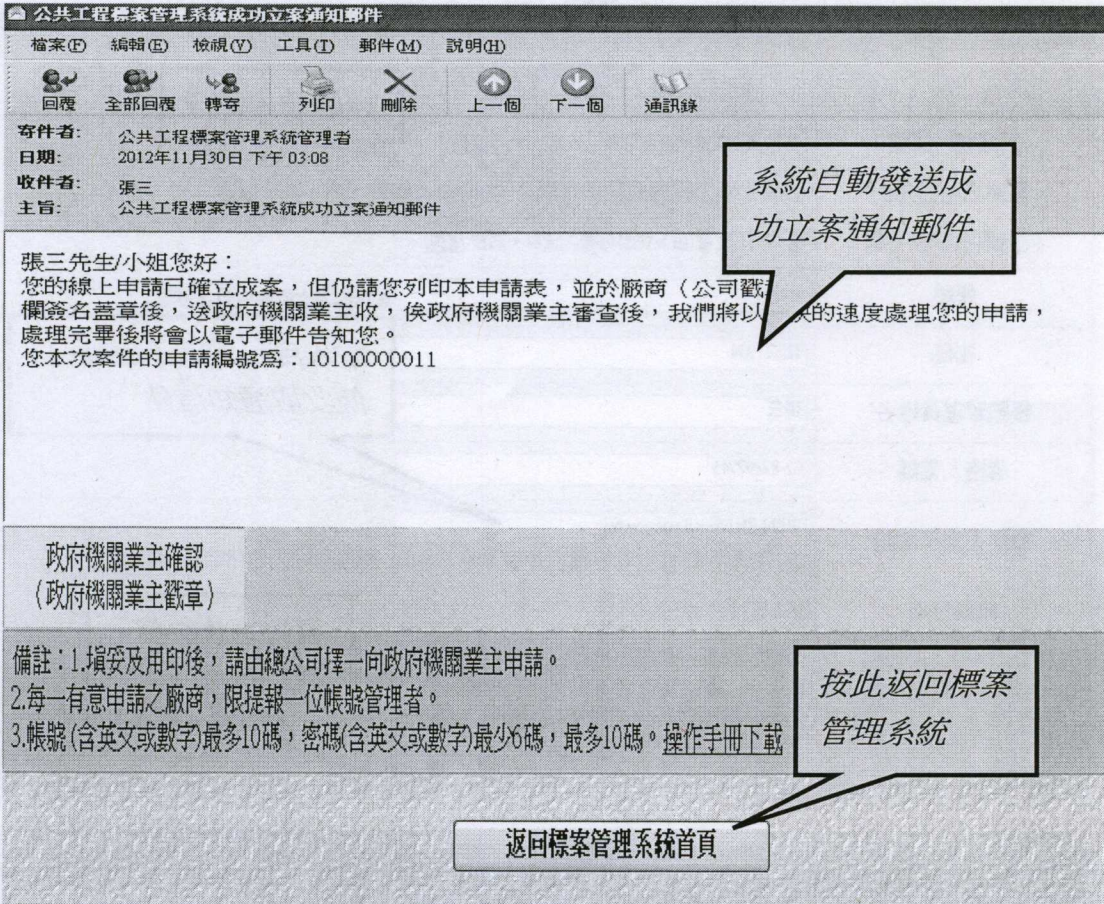 公共工程標案管理系統成功立案通知郵件
檔案(F) 編輯(E) 檢視(V) 工具(T) 郵件(M) 說明(H)
回覆 全部回覆 轉寄 列印 刪除 上一個 下一個 通訊錄
寄件者: 公共工程標案管理系統管理者
日期: 2012年11月30日 下午 03:08
收件者: 張三
主旨: 公共工程標案管理系統成功立案通知郵件
系統自動發送成
功立案通知郵件
張三先生/小姐您好：
您的線上申請已確立成案，但仍請您列印本申請表，並於廠商（公司戳
欄簽名蓋章後，送政府機關業主收，俟政府機關業主審查後，我們將以 的速度處理您的申請，
處理完畢後將會以電子郵件告知您。
您本次案件的申請編號為：10100000011
政府機關業主確認
（政府機關業主戳章）
備註：1.填妥及用印後，請由總公司擇一向政府機關業主申請。
2.每一有意申請之廠商，限提報一位帳號管理者。
3.帳號(含英文或數字)最多10碼，密碼(含英文或數字)最少6碼，最多10碼。操作手冊下載
按此返回標案
管理系統
返回標案管理系統首頁